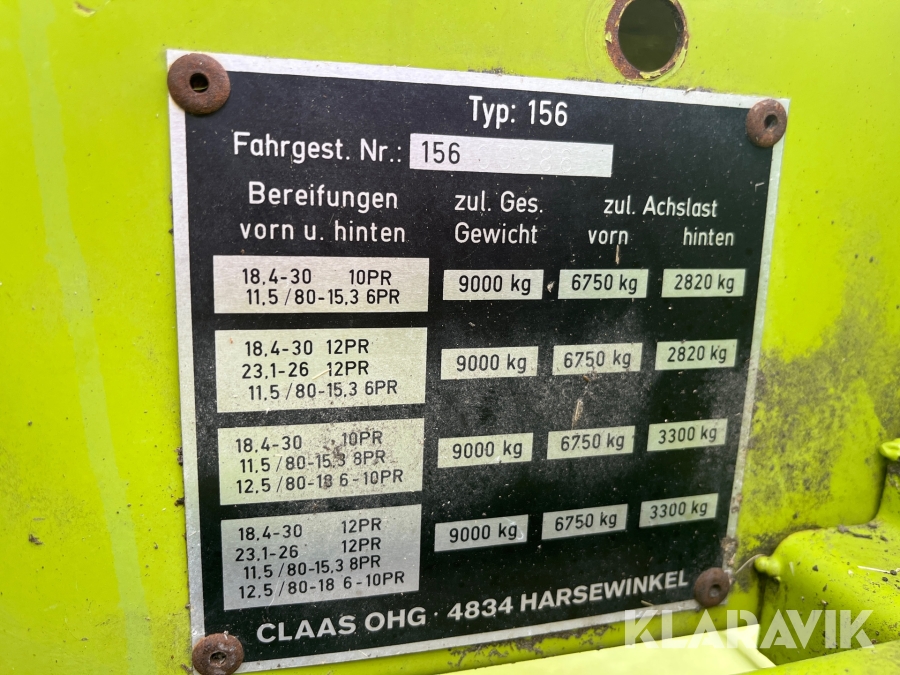 Typ: 156
Fahrgest. Nr.: 156
Bereifungen zul. Ges. zul. Achslast
vorn u. hinten Gewicht vorn hinten
18.4-30 10PR 9000 kg 6750 kg 2820 kg
11.5/80-15.3 6PR
18.4-30 12PR 9000 kg 6750 kg 2820 kg
23.1-26 12PR
11.5/80-15.3 6PR
18.4-30 10PR 9000 kg 6750 kg 3300 kg
11.5/80-15.3 8PR
12.5/80-18 6-10PR
18.4-30 12PR 9000 kg 6750 kg 3300 kg
23.1-26 12PR
11.5/80-15.3 8PR
12.5/80-18 6-10PR
CLAAS OHG · 4834 HARSEWINKEL
KLARAVIK